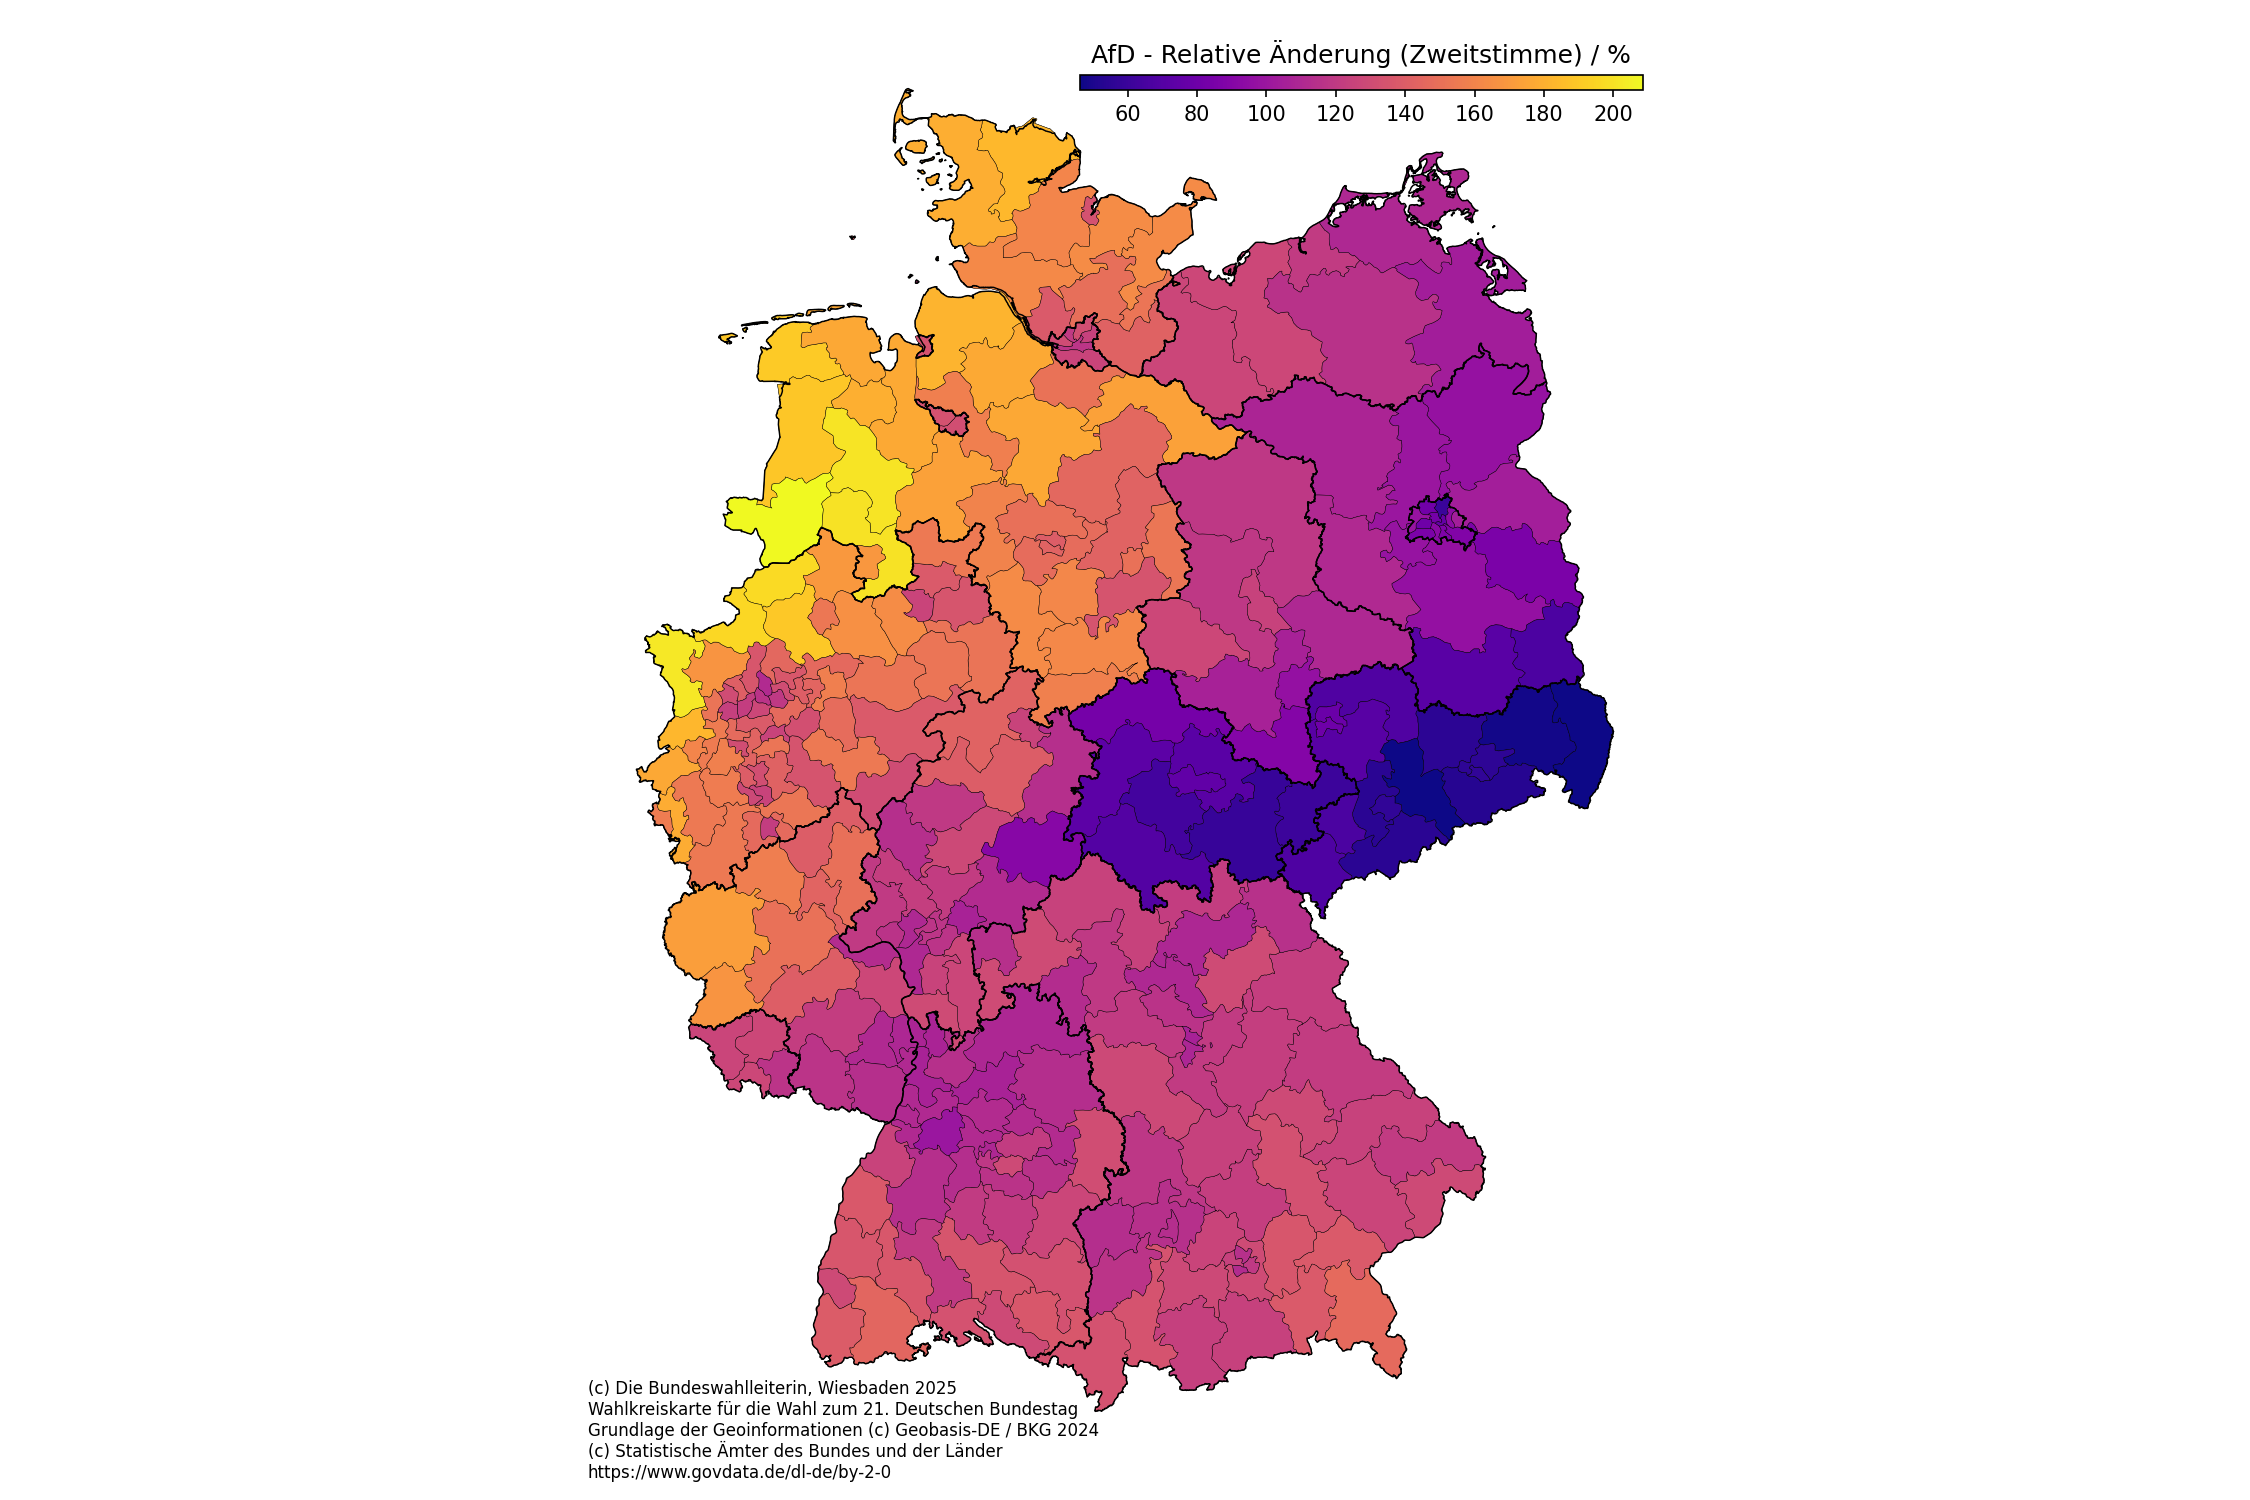 AfD - Relative Änderung (Zweitstimme) / %
60 80 100 120 140 160 180 200
(c) Die Bundeswahlleiterin, Wiesbaden 2025
Wahlkreiskarte für die Wahl zum 21. Deutschen Bundestag
Grundlage der Geoinformationen (c) Geobasis-DE / BKG 2024
(c) Statistische Ämter des Bundes und der Länder
https://www.govdata.de/dl-de/by-2-0